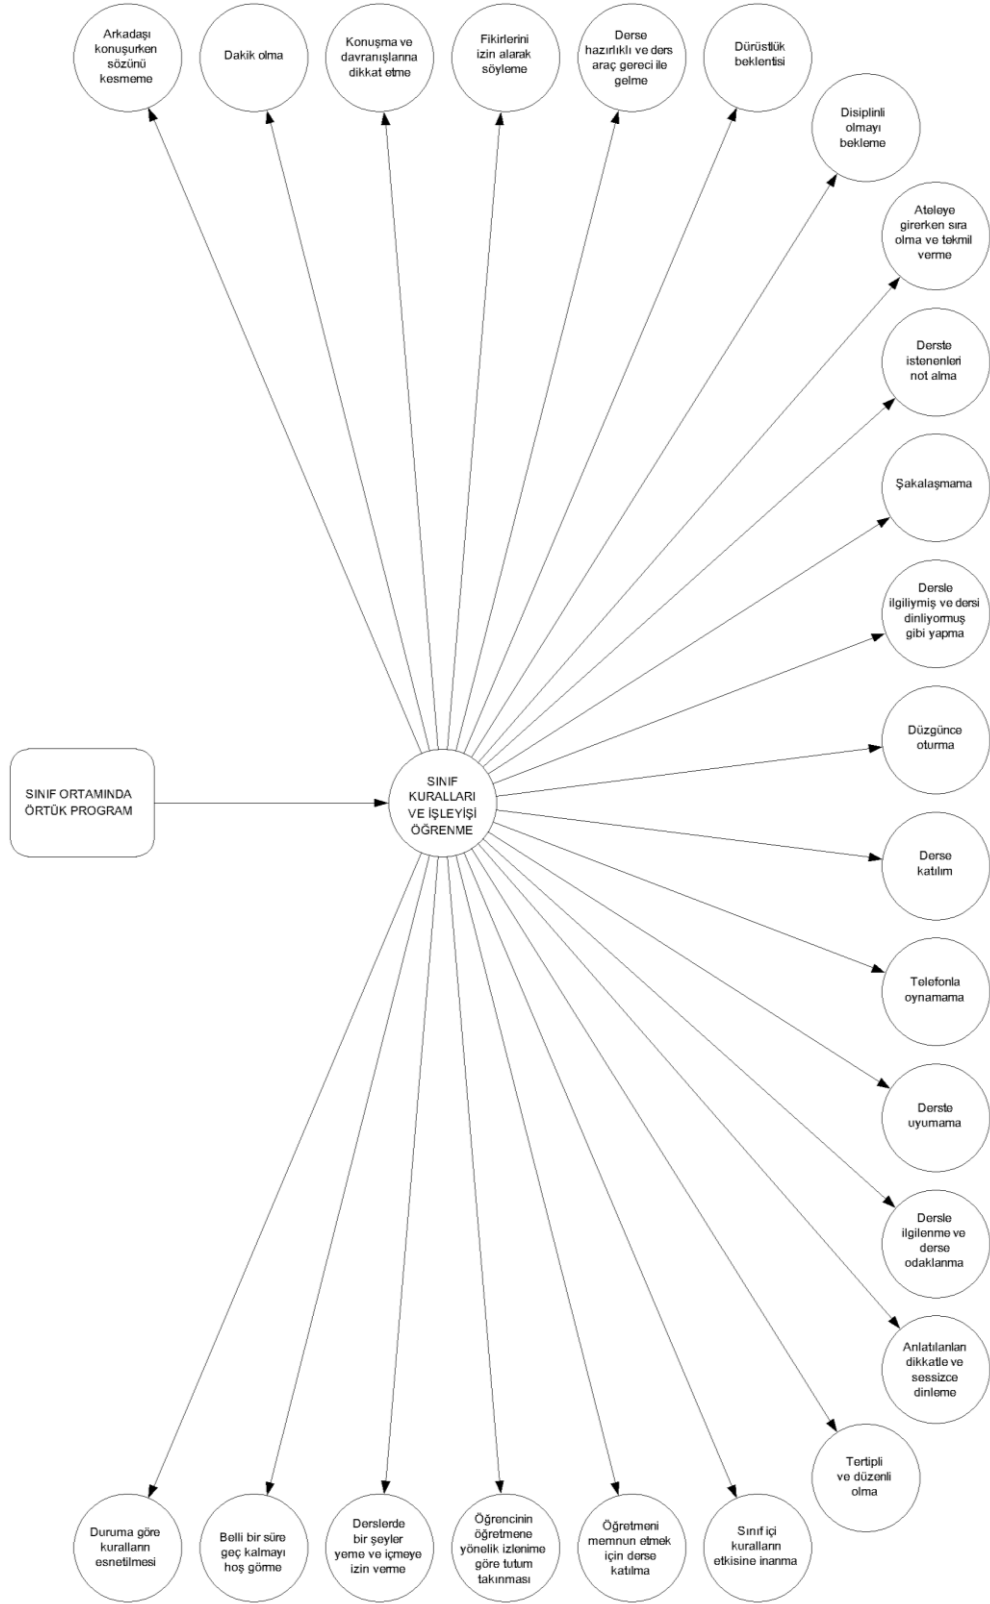 Arkadaşı
konuşurken
sözünü
kesmeme
Dakik olma
Konuşma ve
davranışlarına
dikkat etme
Fikirlerini
izin alarak
söyleme
Derse
hazırlıklı ve ders
araç gereci ile
gelme
Dürüstlük
beklentisi
Disiplinli
olmayı
bekleme
Ateleye
girerken sıra
olma ve tekmil
verme
Derste
istenenleri
not alma
Şakalaşmama
Dersle
ilgiliymiş ve dersi
dinliyormuş
gibi yapma
Düzgünce
oturma
SINIF ORTAMINDA
ÖRTÜK PROGRAM
SINIF
KURALLARI
VE İŞLEYİŞİ
ÖĞRENME
Derse
katılım
Telefonla
oynamama
Derste
uyumama
Dersle
ilgilenme ve
derse
odaklanma
Anlatılanları
dikkatle ve
sessizce
dinleme
Tertipli
ve düzenli
olma
Duruma göre
kuralların
esnetilmesi
Belli bir süre
geç kalmayı
hoş görme
Derslerde
bir şeyler
yeme ve içmeye
izin verme
Öğrencinin
öğretmene
yönelik izlenime
göre tutum
takınması
Öğretmeni
memnun etmek
için derse
katılma
Sınıf içi
kuralların
etkisine inanma